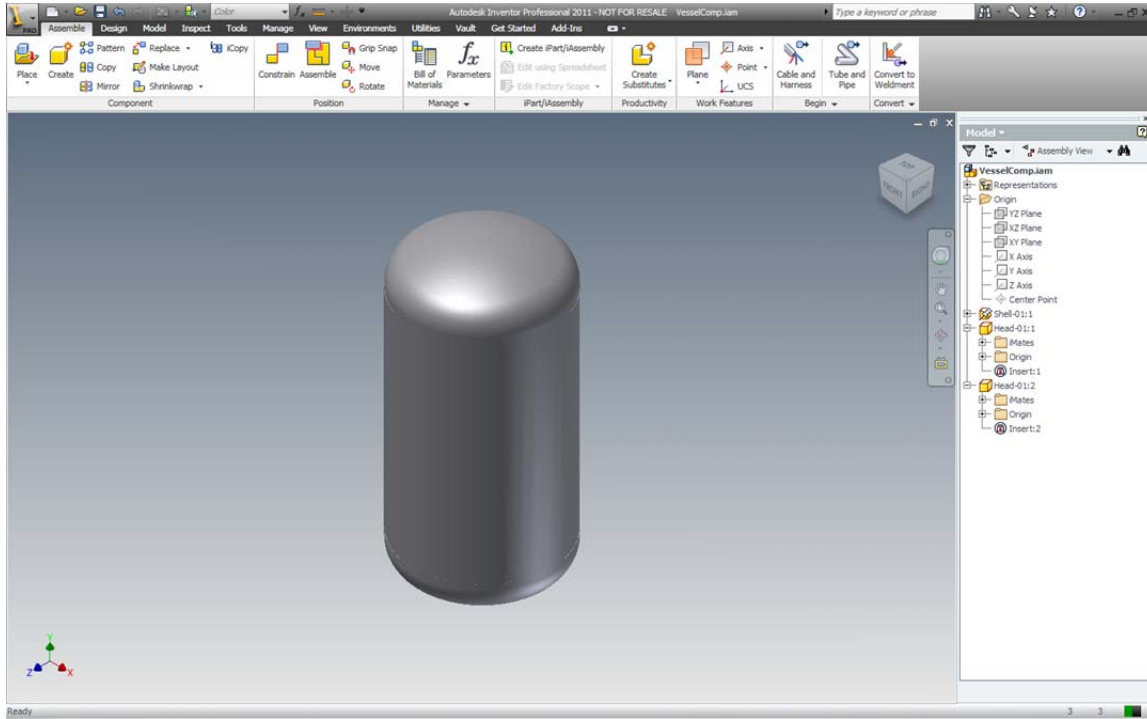 PRO
Color
Autodesk Inventor Professional 2011 - NOT FOR RESALE VesselComp.iam
Type a keyword or phrase
Assemble Design Model Inspect Tools Manage View Environments Utilities Vault Get Started Add-Ins
Place
Create
Pattern
Copy
Mirror
Replace
Make Layout
Shrinkwrap
iCopy
Component
Constrain
Assemble
Grip Snap
Move
Rotate
Position
Bill of
Materials
Parameters
Manage
Create iPart/iAssembly
Edit using Spreadsheet
Edit Factory Scope
iPart/iAssembly
Create
Substitutes
Productivity
Plane
Axis
Point
UCS
Work Features
Cable and
Harness
Tube and
Pipe
Begin
Convert to
Weldment
Convert
TOP
FRONT
RIGHT
Model
Assembly View
VesselComp.iam
Representations
Origin
YZ Plane
XZ Plane
XY Plane
X Axis
Y Axis
Z Axis
Center Point
Shell-01:1
Head-01:1
iMates
Origin
Insert:1
Head-01:2
iMates
Origin
Insert:2
Y
Z
X
Ready
3 3